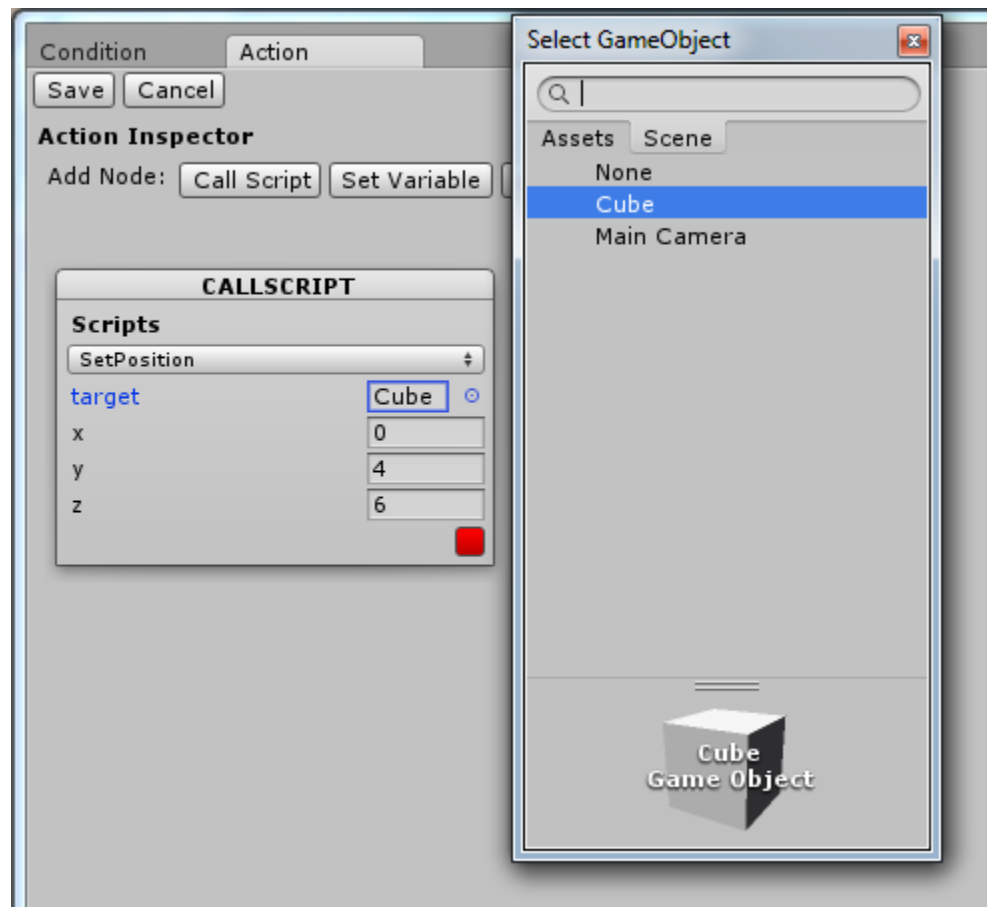 Condition Action
Save Cancel
Action Inspector
Add Node: Call Script Set Variable
CALLSCRIPT
Scripts
SetPosition
target Cube
x 0
y 4
z 6
Select GameObject
Assets Scene
None
Cube
Main Camera
Cube
Game Object